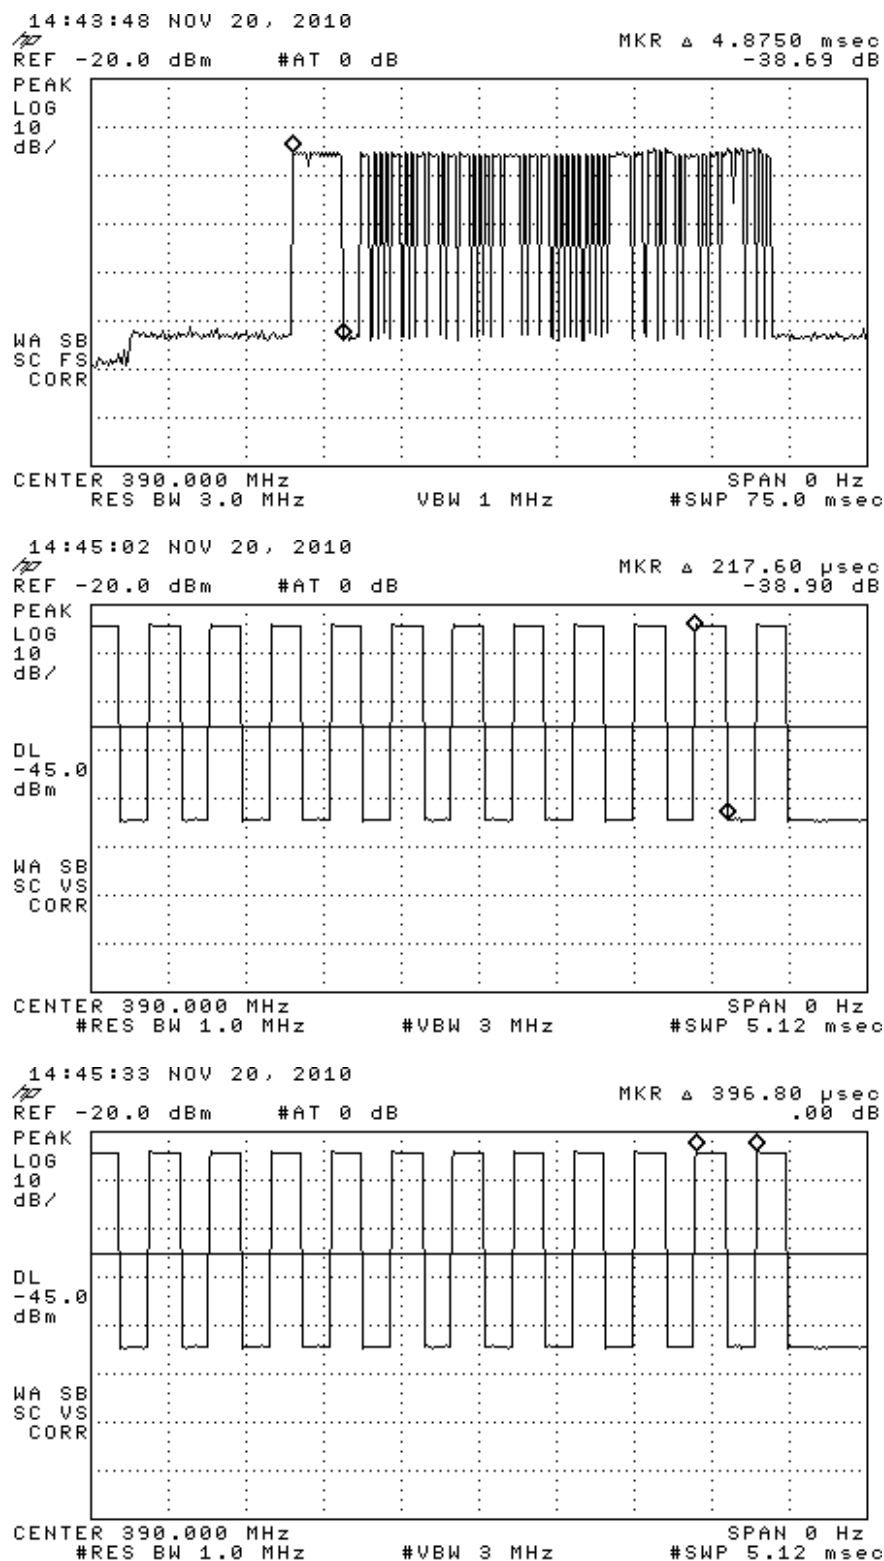 14:43:48 NOV 20, 2010
hp MKR Δ 4.8750 msec
REF -20.0 dBm #AT 0 dB -38.69 dB
PEAK
LOG
10
dB/
WA SB
SC FS
CORR
CENTER 390.000 MHz SPAN 0 Hz
RES BW 3.0 MHz VBW 1 MHz #SWP 75.0 msec
14:45:02 NOV 20, 2010
hp MKR Δ 217.60 µsec
REF -20.0 dBm #AT 0 dB -38.90 dB
PEAK
LOG
10
dB/
DL
-45.0
dBm
WA SB
SC VS
CORR
CENTER 390.000 MHz SPAN 0 Hz
#RES BW 1.0 MHz #VBW 3 MHz #SWP 5.12 msec
14:45:33 NOV 20, 2010
hp MKR Δ 396.80 µsec
REF -20.0 dBm #AT 0 dB .00 dB
PEAK
LOG
10
dB/
DL
-45.0
dBm
WA SB
SC VS
CORR
CENTER 390.000 MHz SPAN 0 Hz
#RES BW 1.0 MHz #VBW 3 MHz #SWP 5.12 msec